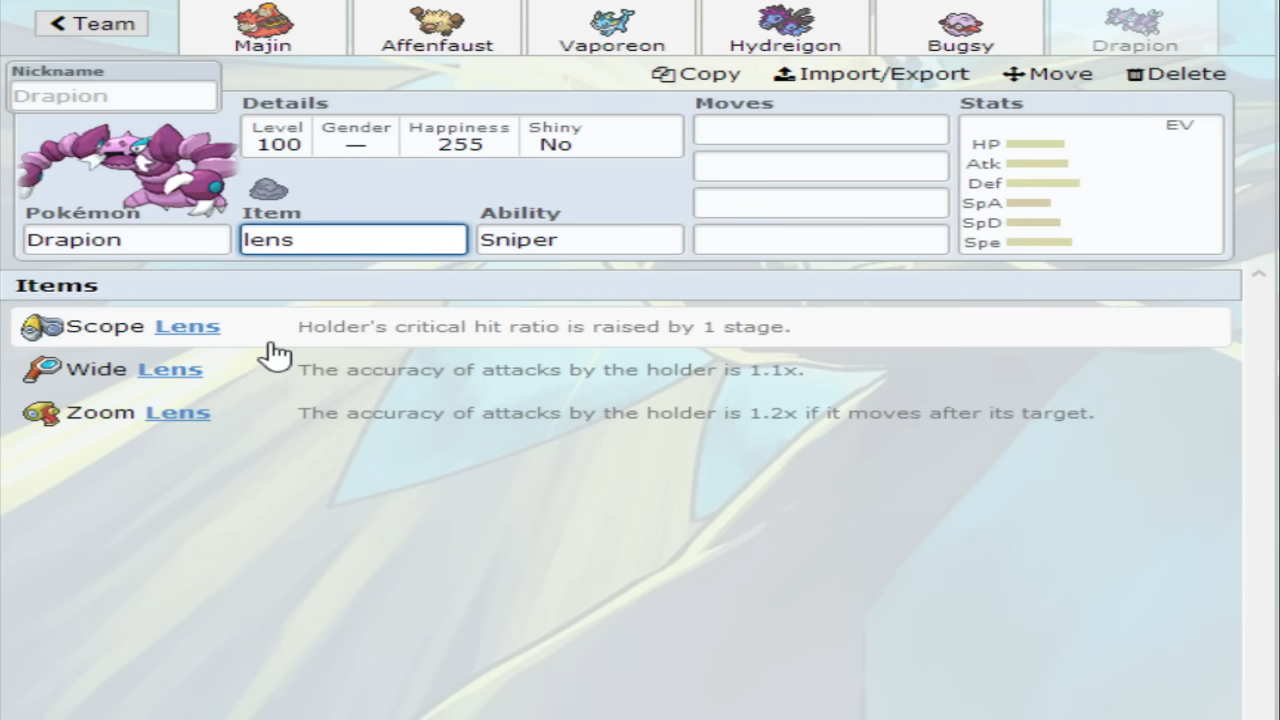 Team
Majin
Affenfaust
Vaporeon
Hydreigon
Bugsy
Drapion
Nickname
Drapion
Copy
Import/Export
Move
Delete
Details
Moves
Stats
Level
Gender
Happiness
Shiny
100
—
255
No
EV
HP
Atk
Def
SpA
SpD
Spe
Pokémon
Item
Ability
Drapion
lens
Sniper
Items
Scope Lens Holder's critical hit ratio is raised by 1 stage.
Wide Lens The accuracy of attacks by the holder is 1.1x.
Zoom Lens The accuracy of attacks by the holder is 1.2x if it moves after its target.